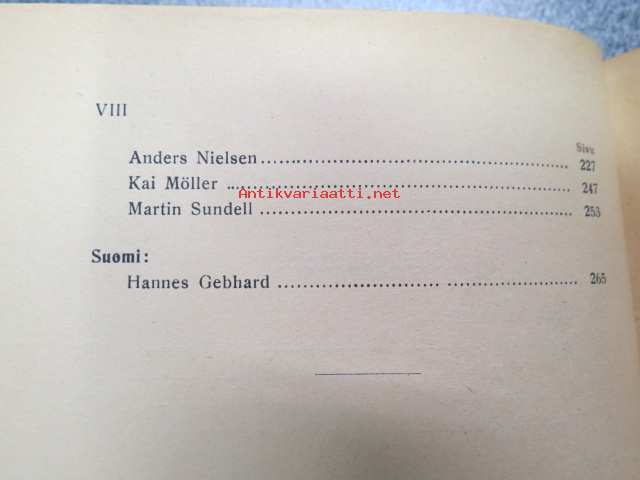 VIII
Sivu
Anders Nielsen ........................................ 227
Kai Möller ........................................ 247
Antikvariaatti.net
Martin Sundell ........................................ 253
Suomi:
Hannes Gebhard ........................................ 265